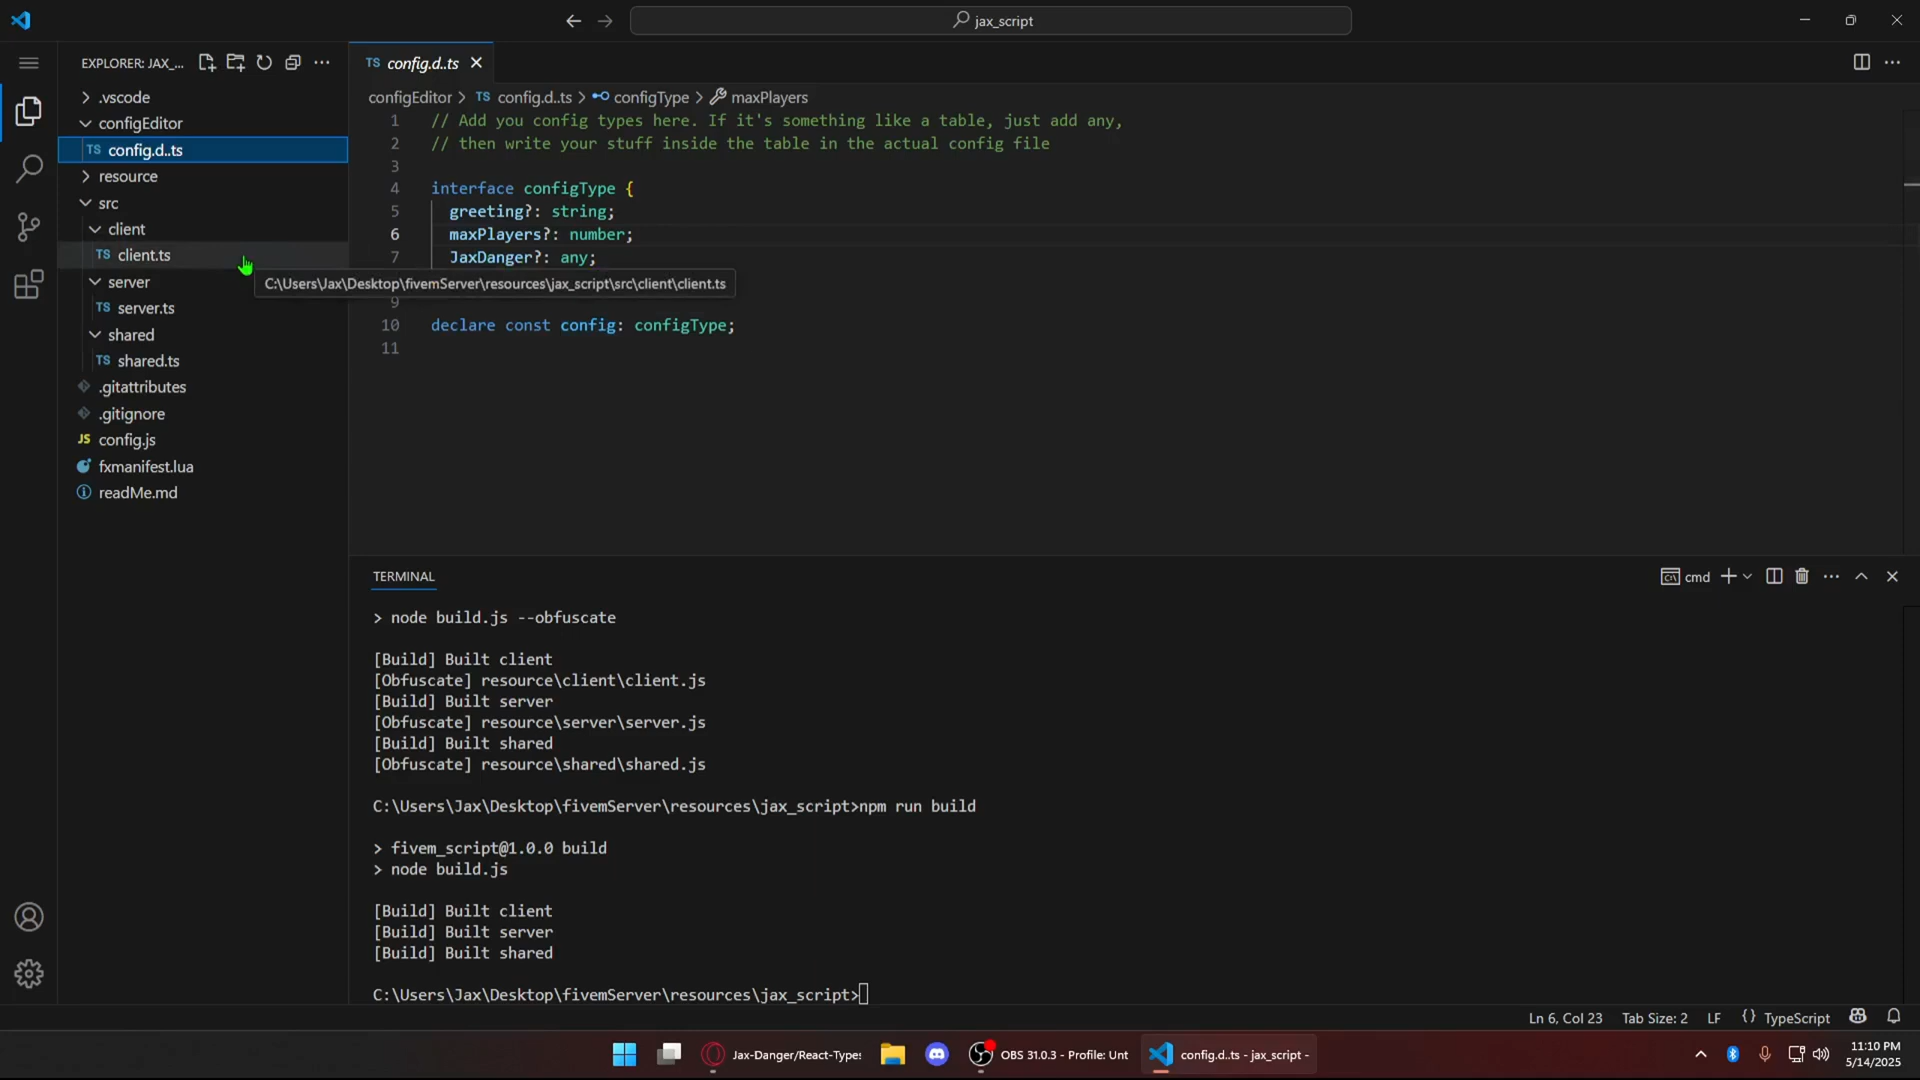 jax_script
EXPLORER: JAX_...
.vscode
configEditor
TS config.d..ts
resource
src
client
TS client.ts
server
TS server.ts
shared
TS shared.ts
.gitattributes
.gitignore
JS config.js
fxmanifest.lua
readMe.md
TS config.d..ts
configEditor > TS config.d..ts > configType > maxPlayers
1 // Add you config types here. If it's something like a table, just add any,
2 // then write your stuff inside the table in the actual config file
3
4 interface configType {
5 greeting?: string;
6 maxPlayers?: number;
7 JaxDanger?: any;
C:\Users\Jax\Desktop\fivemServer\resources\jax_script\src\client\client.ts
9
10 declare const config: configType;
11
TERMINAL
cmd
> node build.js --obfuscate
[Build] Built client
[Obfuscate] resource\client\client.js
[Build] Built server
[Obfuscate] resource\server\server.js
[Build] Built shared
[Obfuscate] resource\shared\shared.js
C:\Users\Jax\Desktop\fivemServer\resources\jax_script>npm run build
> fivem_script@1.0.0 build
> node build.js
[Build] Built client
[Build] Built server
[Build] Built shared
C:\Users\Jax\Desktop\fivemServer\resources\jax_script>
Ln 6, Col 23 Tab Size: 2 LF {} TypeScript
Jax-Danger/React-Types
OBS 31.0.3 - Profile: Unt
config.d..ts - jax_script -
11:10 PM
5/14/2025